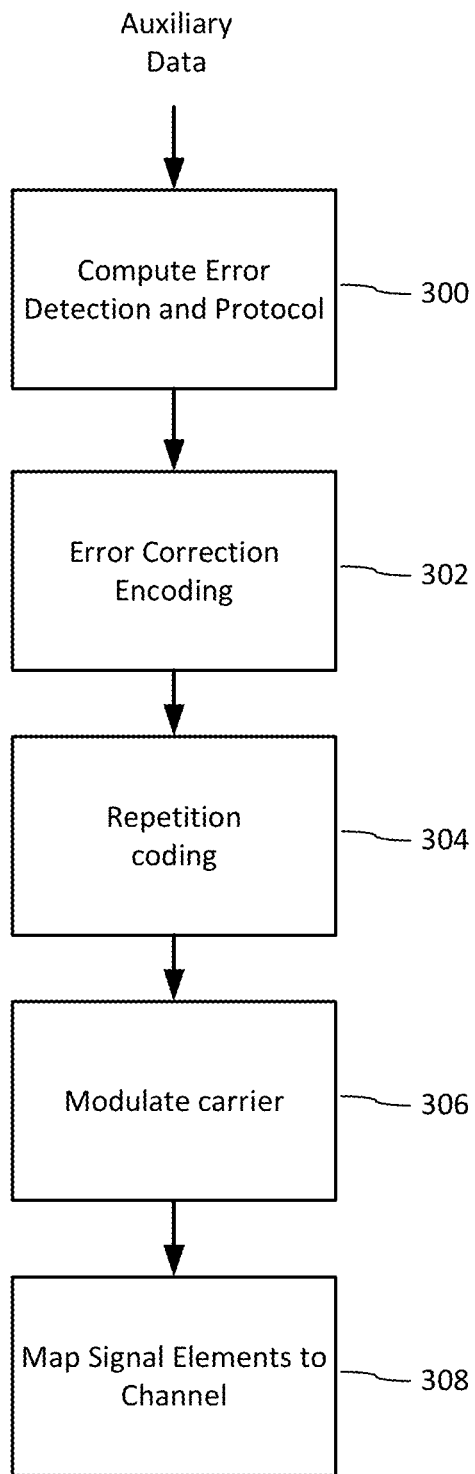 Auxiliary
Data
Compute Error
Detection and Protocol
300
Error Correction
Encoding
302
Repetition
coding
304
Modulate carrier
306
Map Signal Elements to
Channel
308